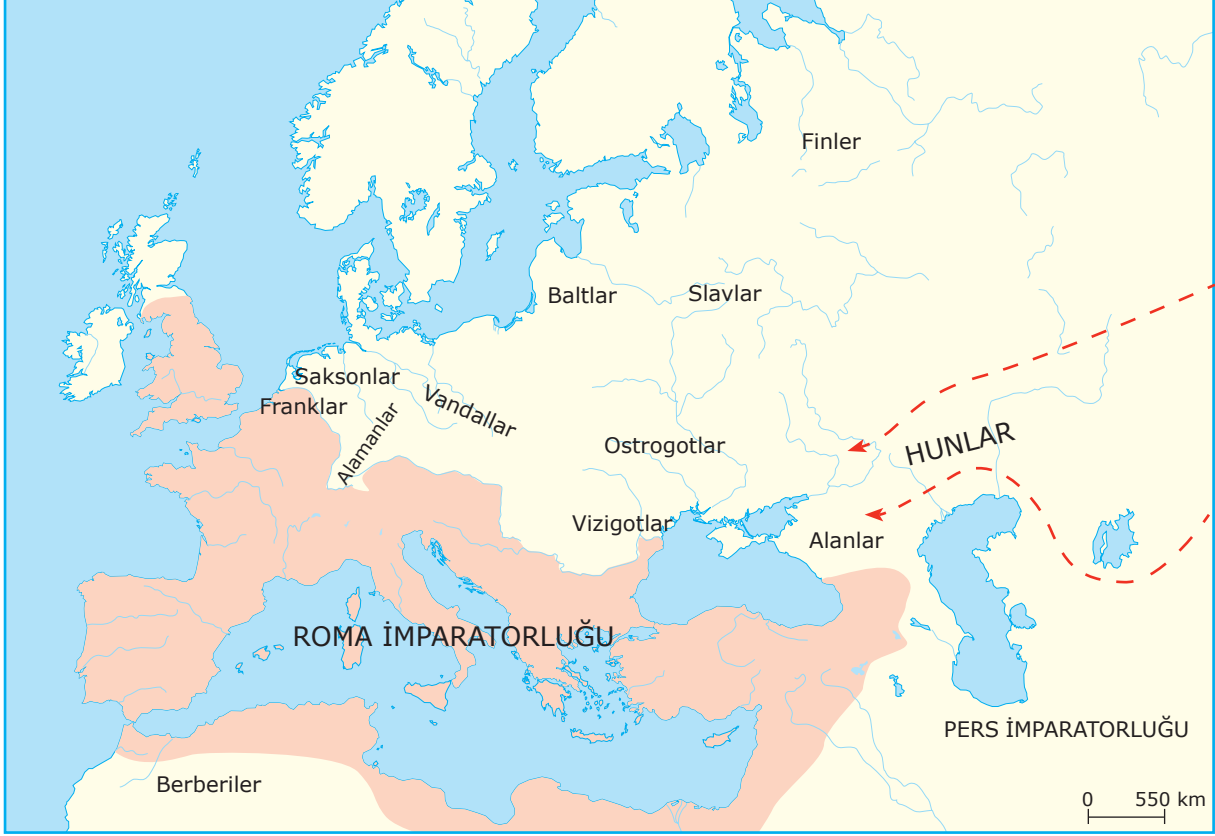 Finler
Baltlar
Slavlar
Saksonlar
Franklar
Alamanlar
Vandallar
Ostrogotlar
HUNLAR
Vizigotlar
Alanlar
ROMA İMPARATORLUĞU
PERS İMPARATORLUĞU
Berberiler
0 550 km